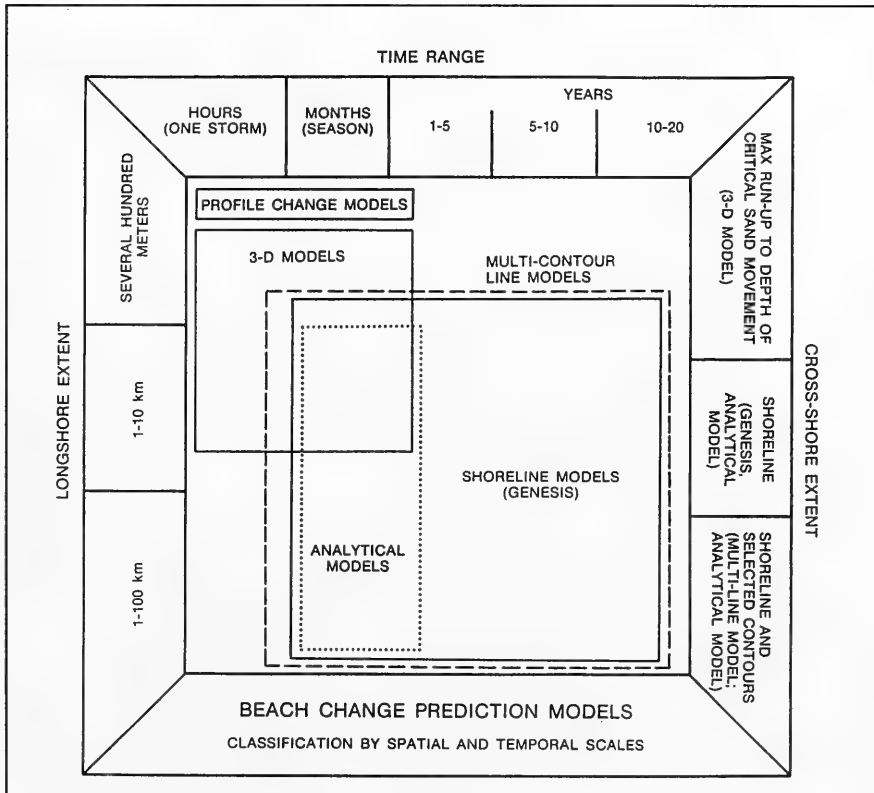 TIME RANGE
HOURS
(ONE STORM)
MONTHS
(SEASON)
YEARS
1-5
5-10
10-20
LONGSHORE EXTENT
SEVERAL HUNDRED
METERS
1-10 km
1-100 km
PROFILE CHANGE MODELS
3-D MODELS
MULTI-CONTOUR
LINE MODELS
SHORELINE MODELS
(GENESIS)
ANALYTICAL
MODELS
MAX RUN-UP TO DEPTH OF
CRITICAL SAND MOVEMENT
(3-D MODEL)
SHORELINE
(GENESIS,
ANALYTICAL
MODEL)
SHORELINE AND
SELECTED CONTOURS
(MULTI-LINE MODEL;
ANALYTICAL MODEL)
CROSS-SHORE EXTENT
BEACH CHANGE PREDICTION MODELS
CLASSIFICATION BY SPATIAL AND TEMPORAL SCALES